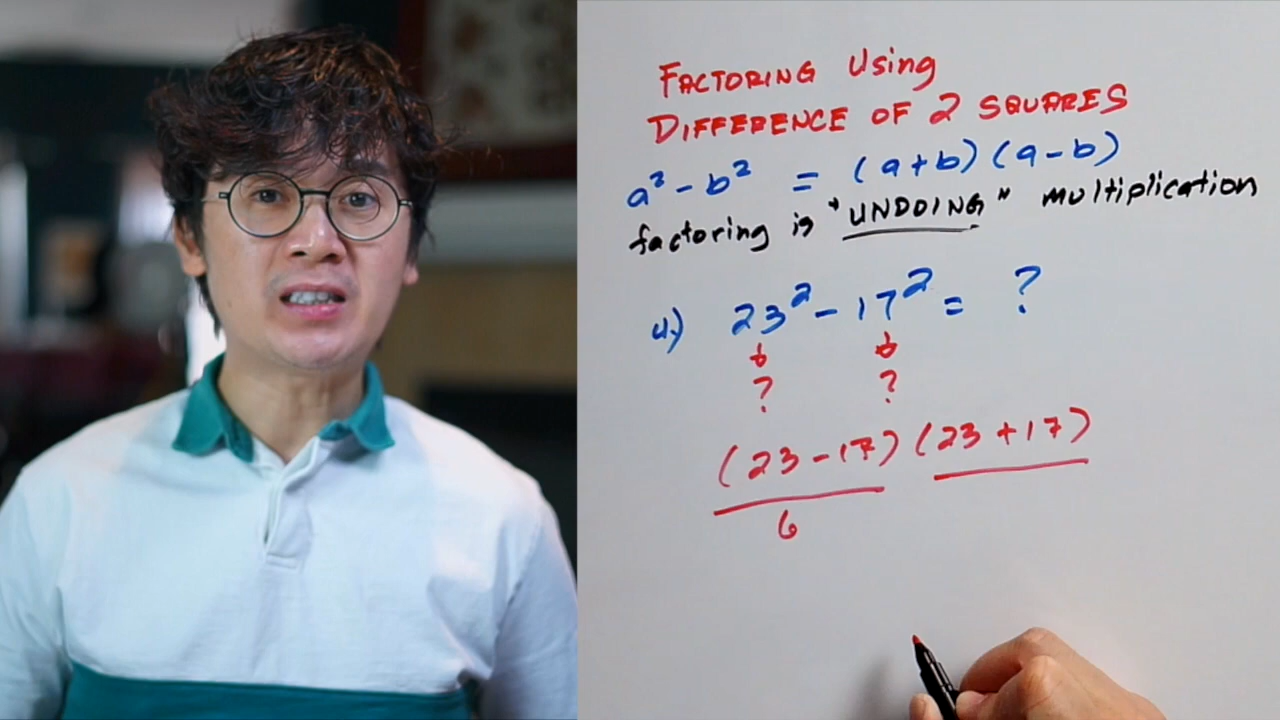 FACTORING Using
DIFFERENCE OF 2 SQUARES
a² - b² = (a+b)(a-b)
factoring is "UNDOING" multiplication
4) 23² - 17² = ?
? ?
(23-17)(23+17)
6